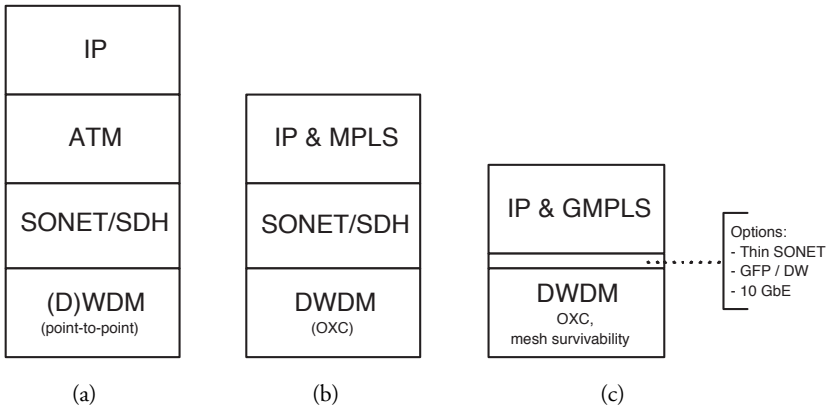 IP
ATM
SONET/SDH
(D)WDM
(point-to-point)
(a)
IP & MPLS
SONET/SDH
DWDM
(OXC)
(b)
IP & GMPLS
DWDM
OXC,
mesh survivability
(c)
Options:
- Thin SONET
- GFP / DW
- 10 GbE